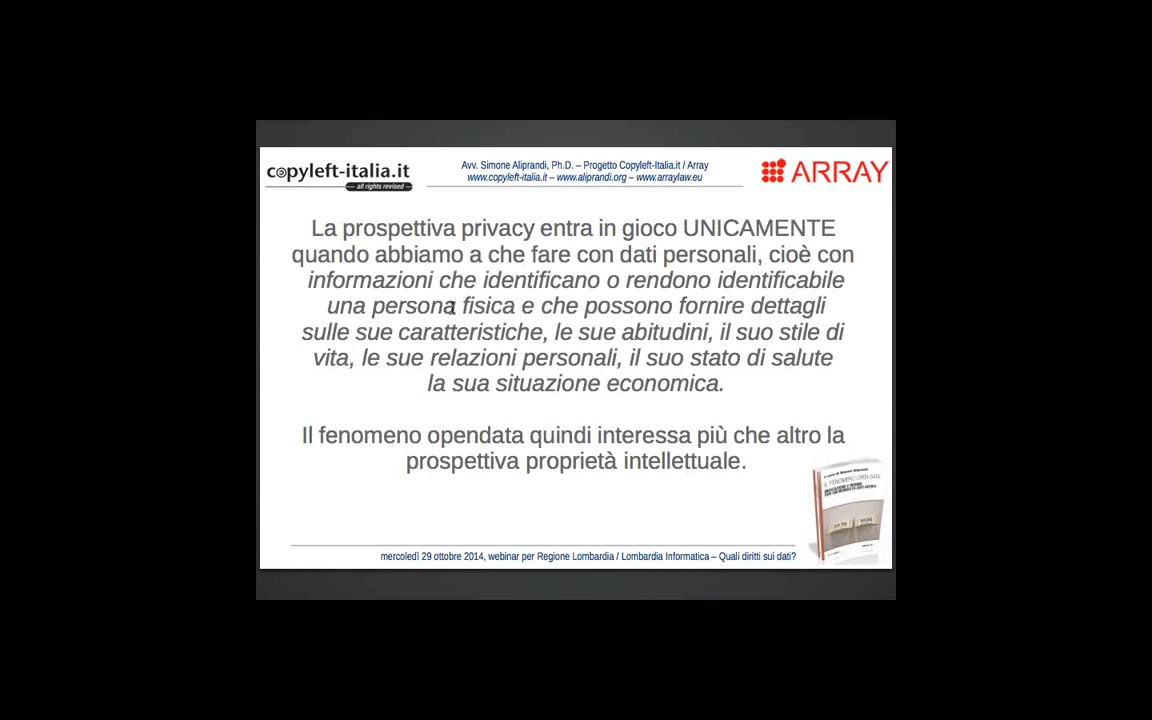 copyleft-italia.it
all rights revised
Avv. Simone Aliprandi, Ph.D. – Progetto Copyleft-Italia.it / Array
www.copyleft-italia.it – www.aliprandi.org – www.arraylaw.eu
ARRAY
La prospettiva privacy entra in gioco UNICAMENTE
quando abbiamo a che fare con dati personali, cioè con
informazioni che identificano o rendono identificabile
una persona fisica e che possono fornire dettagli
sulle sue caratteristiche, le sue abitudini, il suo stile di
vita, le sue relazioni personali, il suo stato di salute
la sua situazione economica.
Il fenomeno opendata quindi interessa più che altro la
prospettiva proprietà intellettuale.
IL FENOMENO OPEN DATA
mercoledì 29 ottobre 2014, webinar per Regione Lombardia / Lombardia Informatica – Quali diritti sui dati?